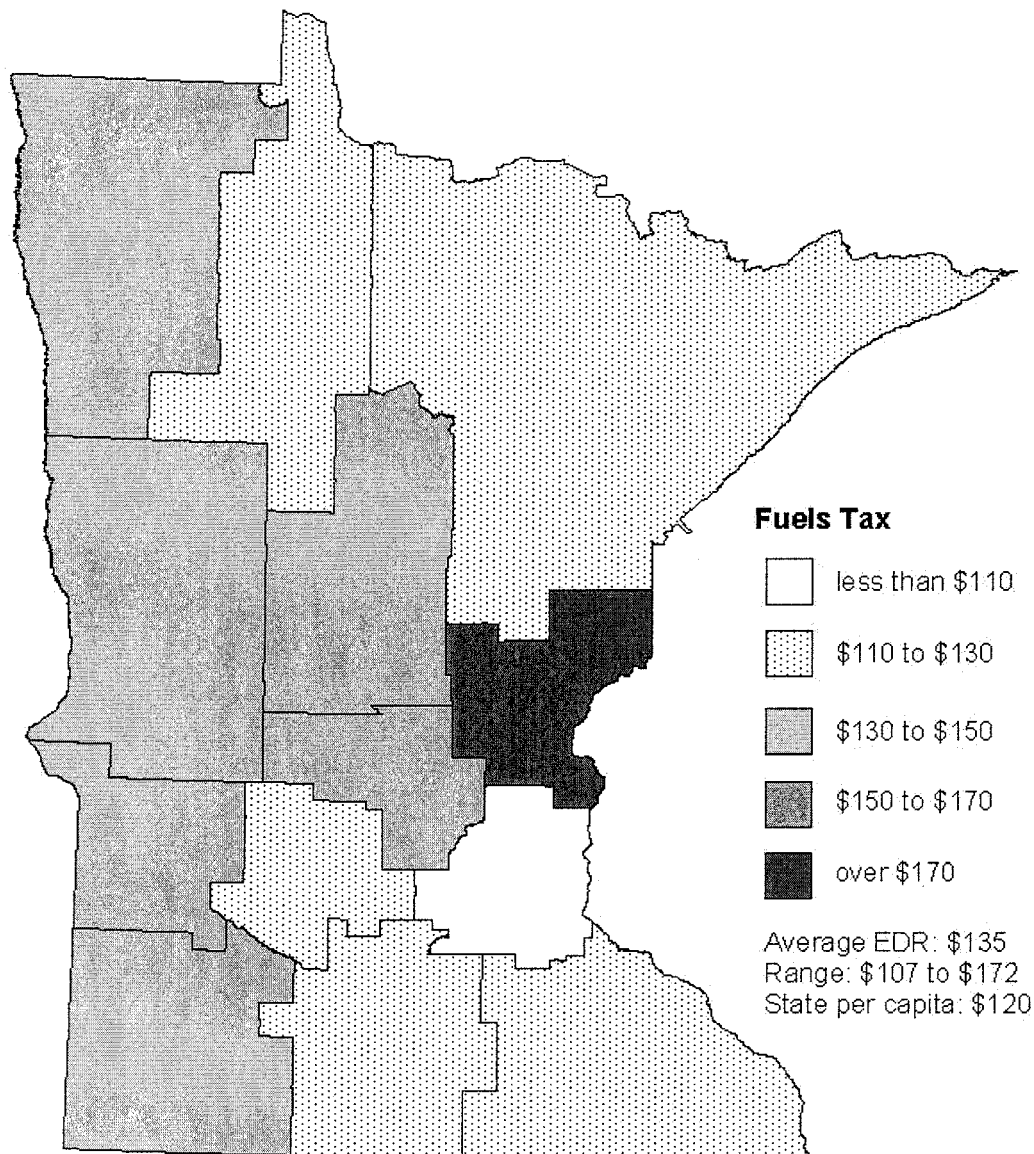 Fuels Tax
less than $110
$110 to $130
$130 to $150
$150 to $170
over $170
Average EDR: $135
Range: $107 to $172
State per capita: $120